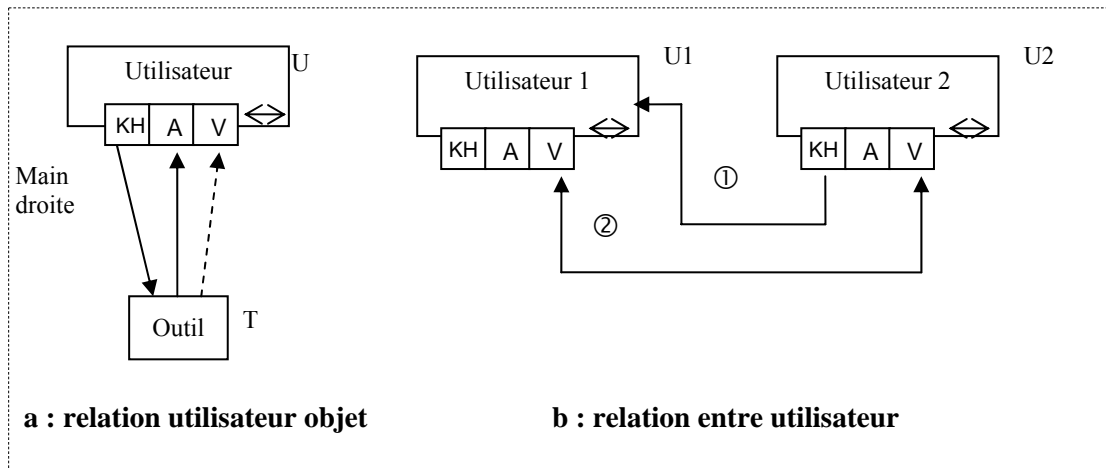 Utilisateur U
KH A V
Main
droite
Outil T
a : relation utilisateur objet
Utilisateur 1 U1
KH A V
Utilisateur 2 U2
KH A V
①
②
b : relation entre utilisateur